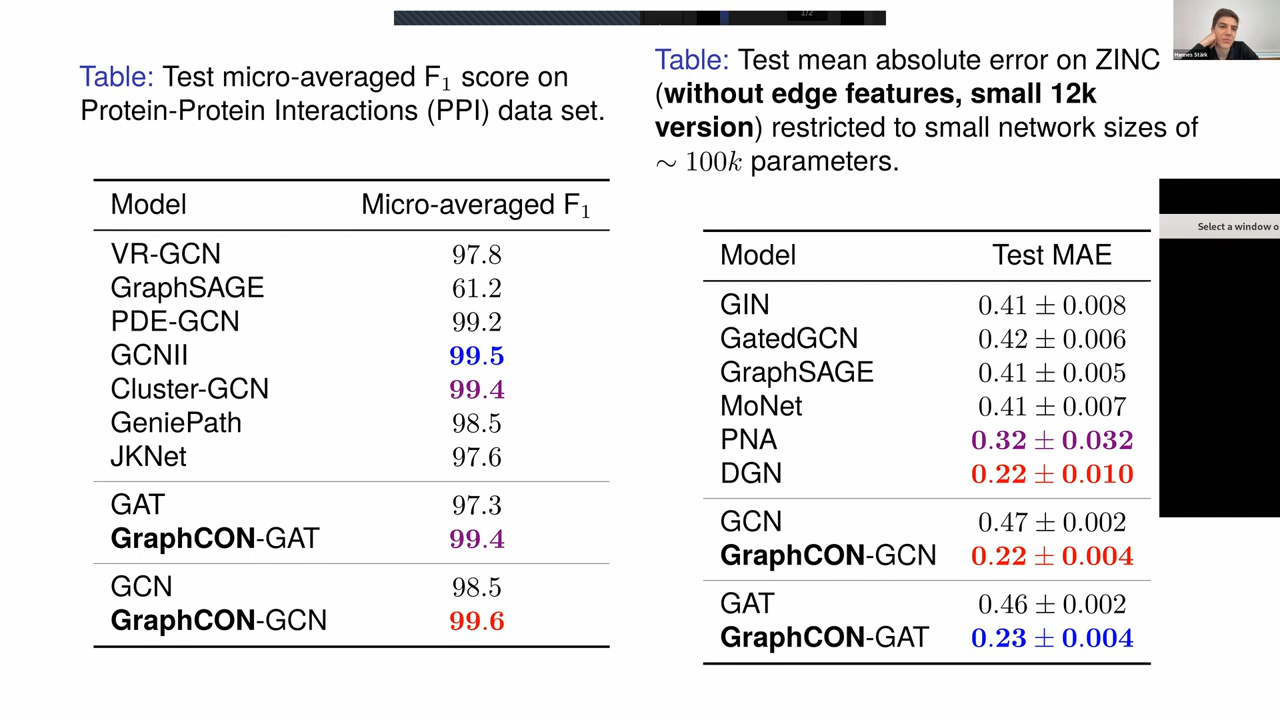 1/2
Hannes Stärk
Table: Test micro-averaged F1 score on
Protein-Protein Interactions (PPI) data set.
Model Micro-averaged F1
VR-GCN 97.8
GraphSAGE 61.2
PDE-GCN 99.2
GCNII 99.5
Cluster-GCN 99.4
GeniePath 98.5
JKNet 97.6
GAT 97.3
GraphCON-GAT 99.4
GCN 98.5
GraphCON-GCN 99.6
Table: Test mean absolute error on ZINC
(without edge features, small 12k
version) restricted to small network sizes of
∼ 100k parameters.
Model Test MAE
GIN 0.41 ± 0.008
GatedGCN 0.42 ± 0.006
GraphSAGE 0.41 ± 0.005
MoNet 0.41 ± 0.007
PNA 0.32 ± 0.032
DGN 0.22 ± 0.010
GCN 0.47 ± 0.002
GraphCON-GCN 0.22 ± 0.004
GAT 0.46 ± 0.002
GraphCON-GAT 0.23 ± 0.004
Select a window o